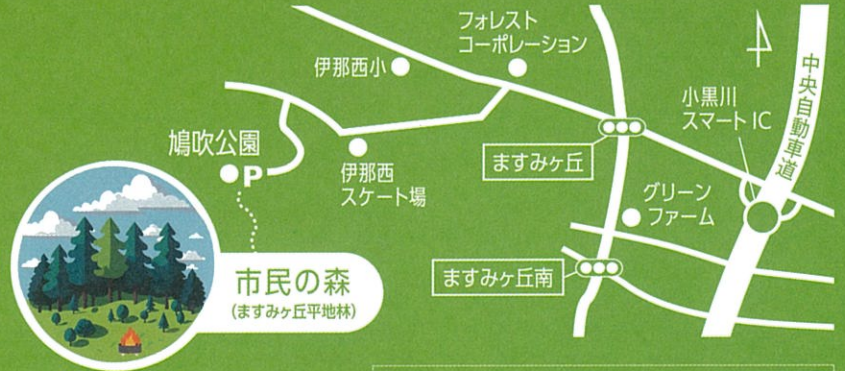 フォレスト
コーポレーション
伊那西小
中央自動車道
小黒川
スマートIC
鳩吹公園
P
伊那西
スケート場
ますみヶ丘
グリーン
ファーム
ますみヶ丘南
市民の森
(ますみヶ丘平地林)